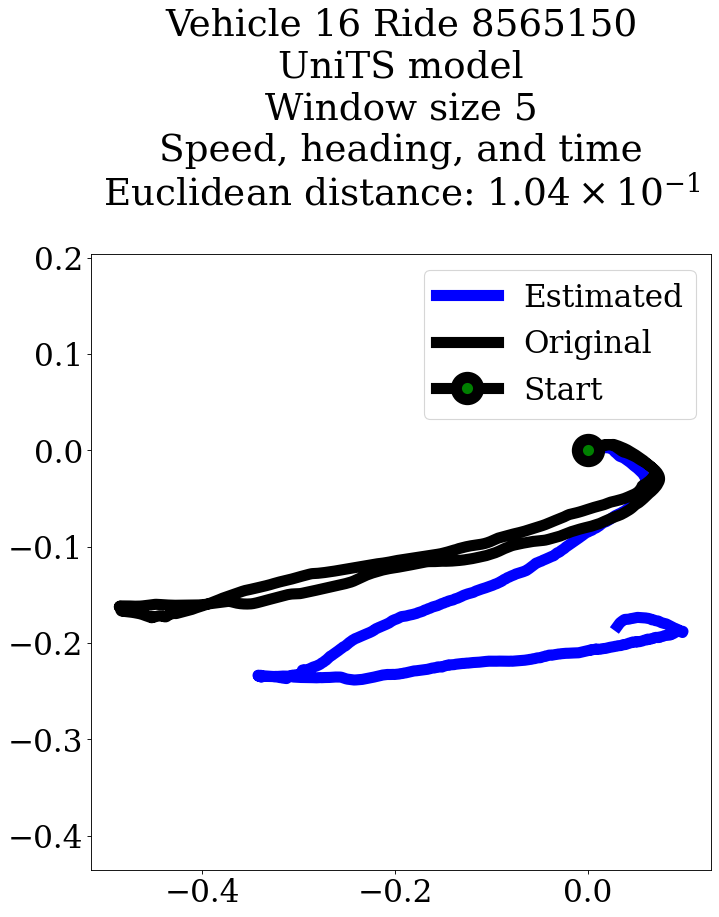 Vehicle 16 Ride 8565150
UniTS model
Window size 5
Speed, heading, and time
Euclidean distance: 1.04 × 10⁻¹
0.2
0.1
0.0
−0.1
−0.2
−0.3
−0.4
Estimated
Original
Start
−0.4 −0.2 0.0